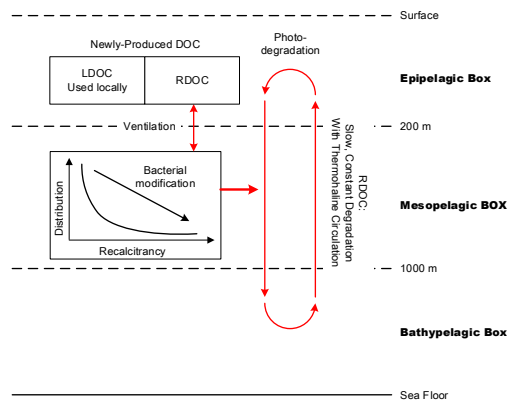 Surface
Newly-Produced DOC
Photo-
degradation
LDOC
Used locally
RDOC
Epipelagic Box
Ventilation
200 m
Distribution
Bacterial
modification
Recalcitrancy
RDOC:
Slow, Constant Degradation
With Thermohaline Circulation
Mesopelagic BOX
1000 m
Bathypelagic Box
Sea Floor